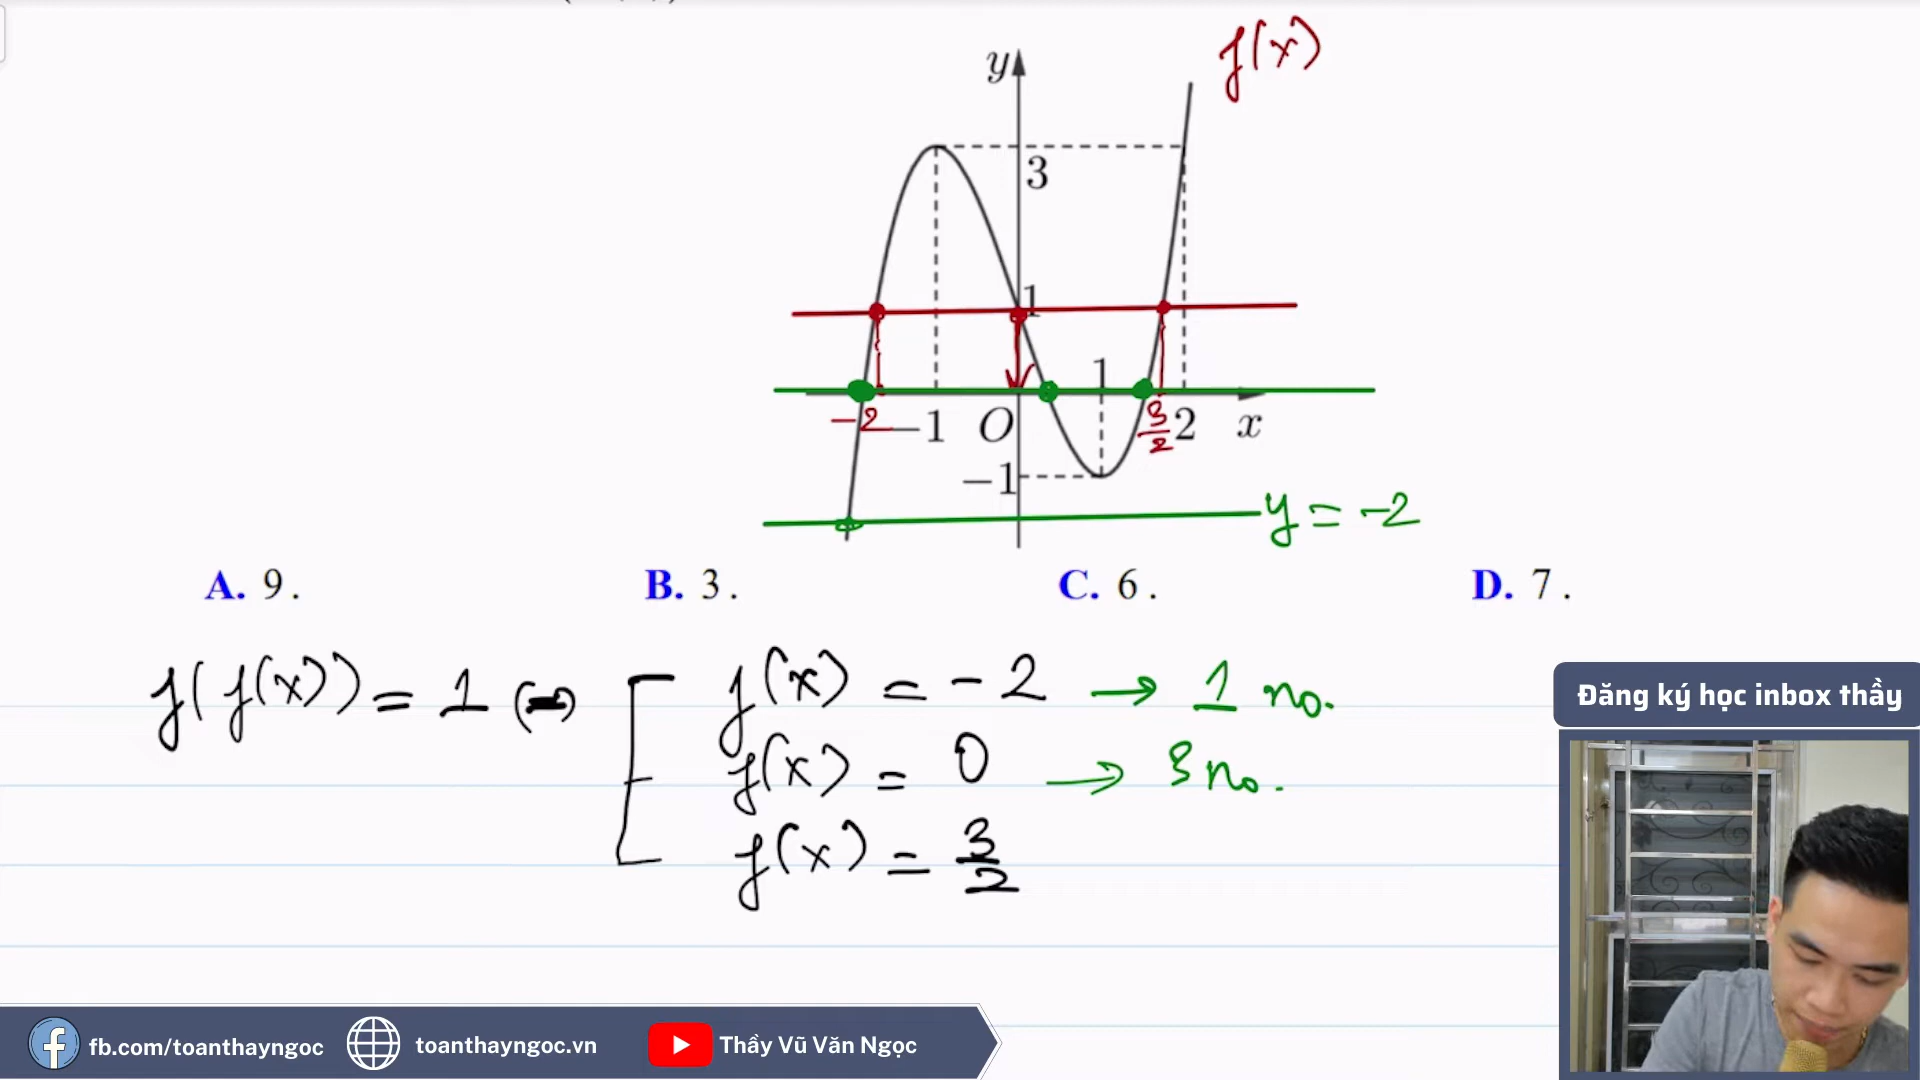 f(x)
y
3
1
1
-2
-1
O
3/2
2
x
-1
y = -2
A. 9.
B. 3.
C. 6.
D. 7.
f(f(x)) = 1 (=) [ f(x) = -2 → 1 no.
f(x) = 0 → 3 no.
f(x) = 3/2
Đăng ký học inbox thầy
fb.com/toanthayngoc
toanthayngoc.vn
Thầy Vũ Văn Ngọc